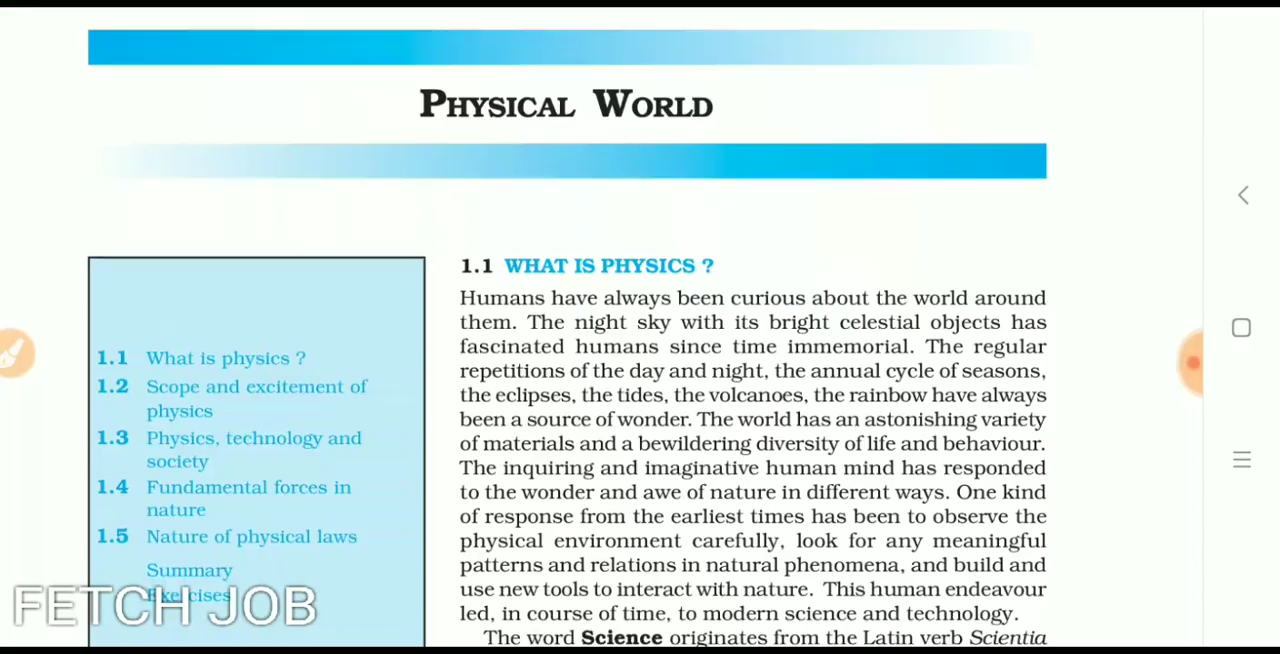 PHYSICAL WORLD
1.1 What is physics ?
1.2 Scope and excitement of
physics
1.3 Physics, technology and
society
1.4 Fundamental forces in
nature
1.5 Nature of physical laws
Summary
Exercises
FETCH JOB
1.1 WHAT IS PHYSICS ?
Humans have always been curious about the world around
them. The night sky with its bright celestial objects has
fascinated humans since time immemorial. The regular
repetitions of the day and night, the annual cycle of seasons,
the eclipses, the tides, the volcanoes, the rainbow have always
been a source of wonder. The world has an astonishing variety
of materials and a bewildering diversity of life and behaviour.
The inquiring and imaginative human mind has responded
to the wonder and awe of nature in different ways. One kind
of response from the earliest times has been to observe the
physical environment carefully, look for any meaningful
patterns and relations in natural phenomena, and build and
use new tools to interact with nature. This human endeavour
led, in course of time, to modern science and technology.
The word Science originates from the Latin verb Scientia